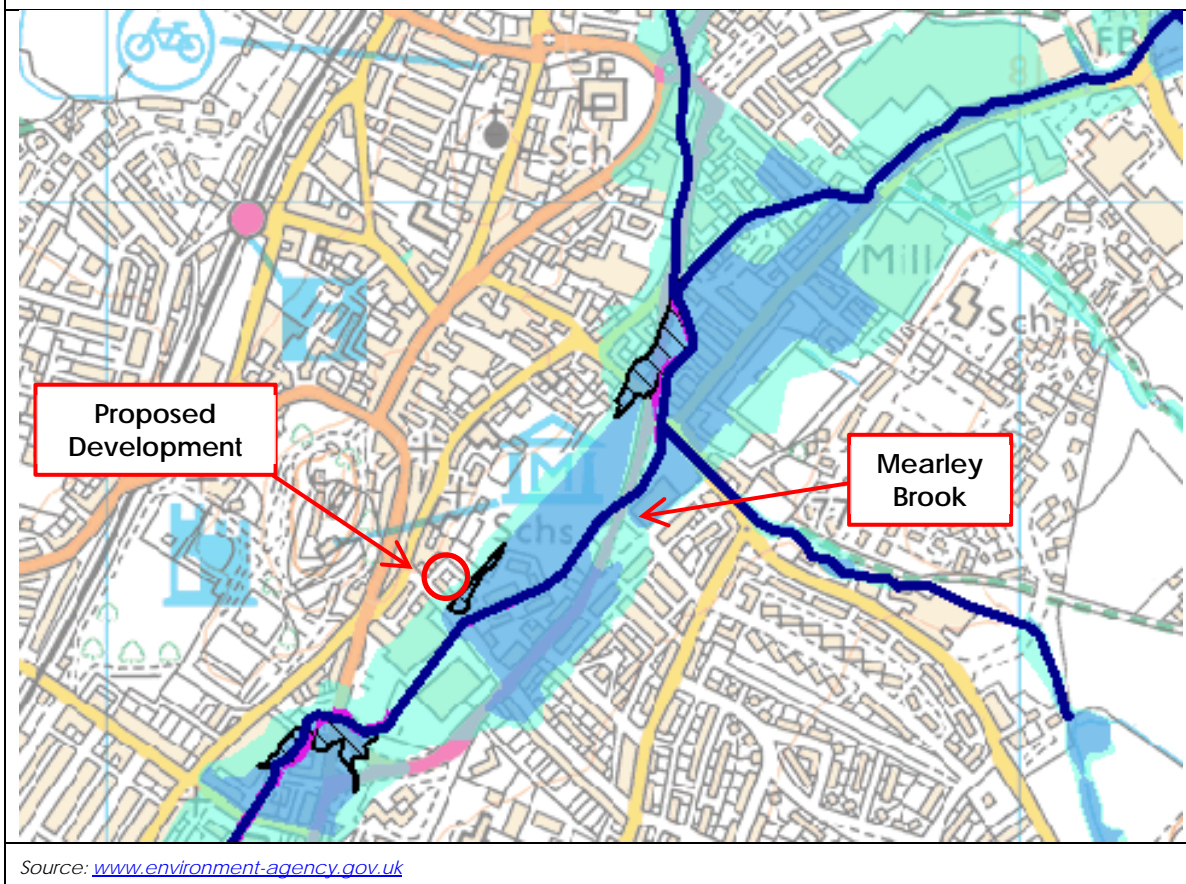 FB
Sch
Mill
Sch
Proposed
Development
Mearley
Brook
M
Schs
Source: www.environment-agency.gov.uk